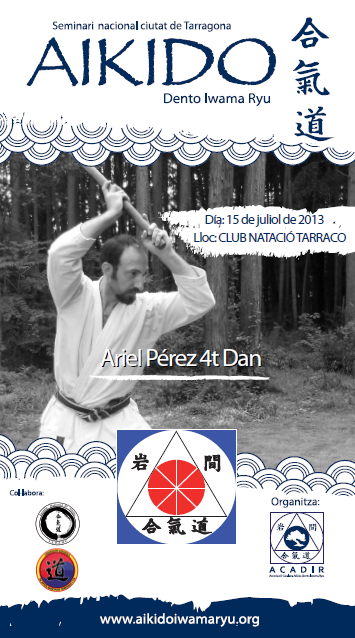 Seminari nacional ciutat de Tarragona
AIKIDO
Dento Iwama Ryu
合氣道
Día: 15 de juliol de 2013
Lloc: CLUB NATACIÓ TARRACO
Ariel Pérez 4t Dan
岩間
合氣道
Col·labora:
道
Organitza:
岩間
合氣道
ACADIR
www.aikidoiwamaryu.org